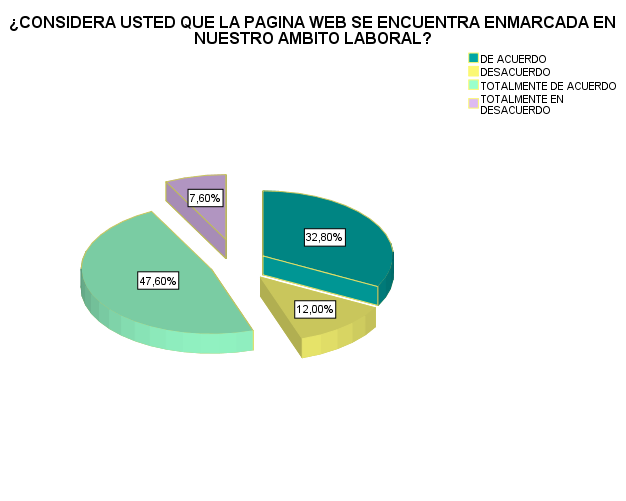 ¿CONSIDERA USTED QUE LA PAGINA WEB SE ENCUENTRA ENMARCADA EN
NUESTRO AMBITO LABORAL?
DE ACUERDO
DESACUERDO
TOTALMENTE DE ACUERDO
TOTALMENTE EN
DESACUERDO
7,60%
32,80%
47,60%
12,00%